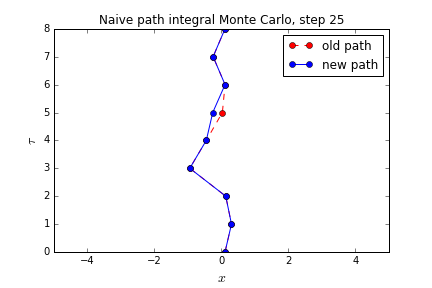 Naive path integral Monte Carlo, step 25
8
7
6
5
4
3
2
1
0
τ
old path
new path
−4 −2 0 2 4
x